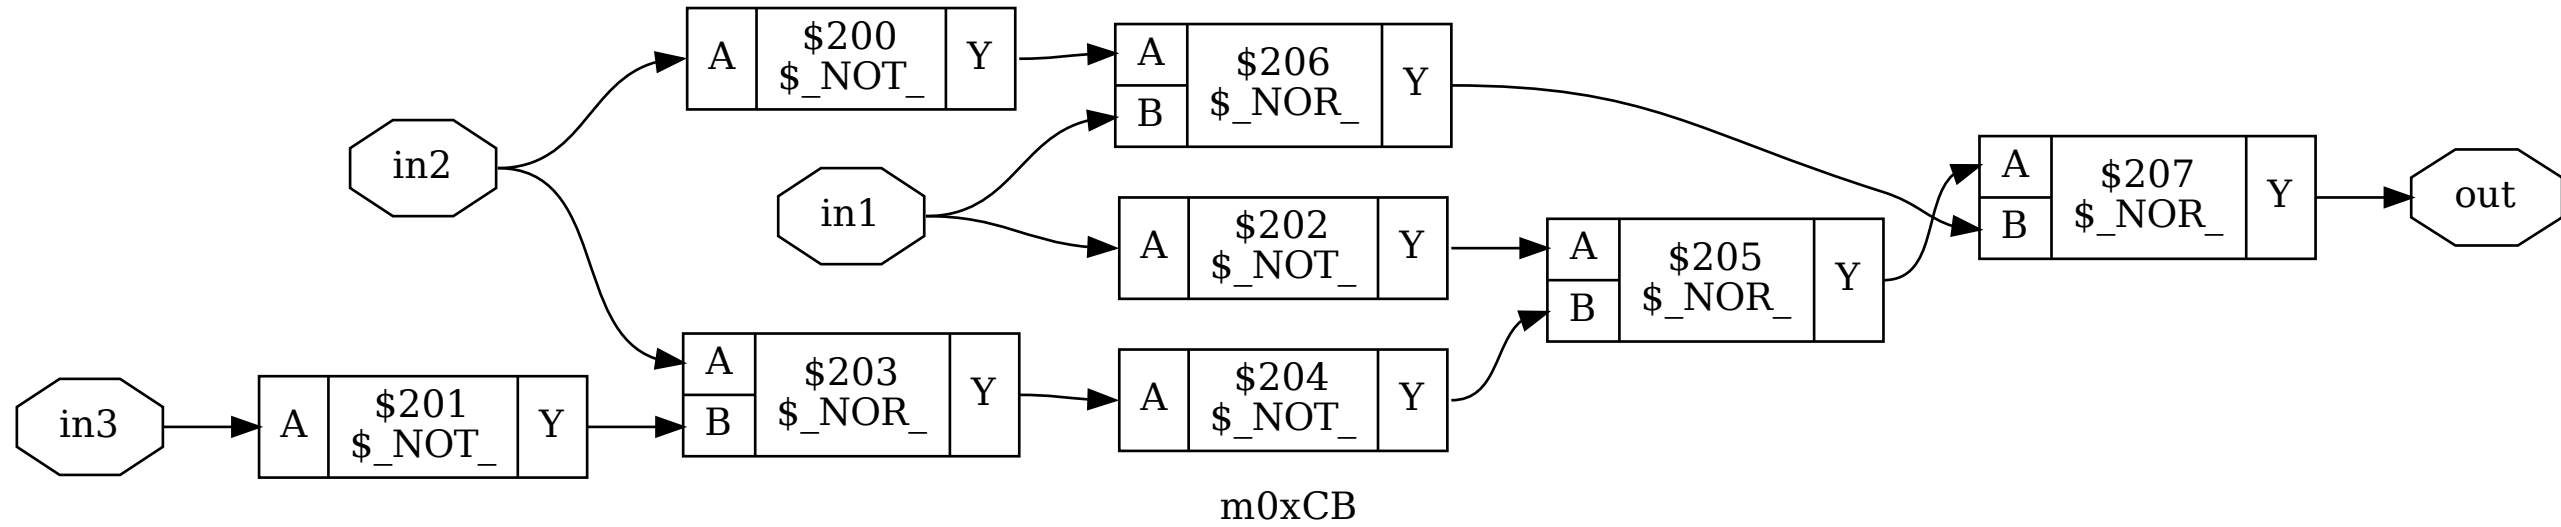 in2
A
$200
$_NOT_
Y
in1
in3
A
$201
$_NOT_
Y
A
B
$203
$_NOR_
Y
A
B
$206
$_NOR_
Y
A
$202
$_NOT_
Y
A
$204
$_NOT_
Y
A
B
$205
$_NOR_
Y
A
B
$207
$_NOR_
Y
out
m0xCB